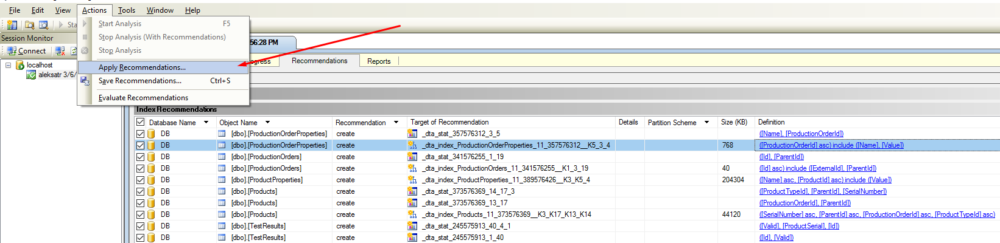 File Edit View Actions Tools Window Help
Sta
Start Analysis F5
Stop Analysis (With Recommendations)
Stop Analysis
Apply Recommendations...
Save Recommendations... Ctrl+S
Evaluate Recommendations
Session Monitor
Connect
localhost
aleksatr 3/6/
56:28 PM
ogress Recommendations Reports
Index Recommendations
Database Name Object Name Recommendation Target of Recommendation Details Partition Scheme Size (KB) Definition
DB [dbo].[ProductionOrderProperties] create _dta_stat_357576312_3_5 ([Name], [ProductionOrderId])
DB [dbo].[ProductionOrderProperties] create _dta_index_ProductionOrderProperties_11_357576312__K5_3_4 768 ([ProductionOrderId] asc) include ([Name], [Value])
DB [dbo].[ProductionOrders] create _dta_stat_341576255_1_19 ([Id], [ParentId])
DB [dbo].[ProductionOrders] create _dta_index_ProductionOrders_11_341576255__K1_3_19 40 ([Id] asc) include ([ExternalId], [ParentId])
DB [dbo].[ProductProperties] create _dta_index_ProductProperties_11_389576426__K3_K5_4 204304 ([Name] asc, [ProductId] asc) include ([Value])
DB [dbo].[Products] create _dta_stat_373576369_14_17_3 ([ProductTypeId], [ParentId], [SerialNumber])
DB [dbo].[Products] create _dta_stat_373576369_13_17 ([ProductionOrderId], [ParentId])
DB [dbo].[Products] create _dta_index_Products_11_373576369__K3_K17_K13_K14 44120 ([SerialNumber] asc, [ParentId] asc, [ProductionOrderId] asc, [ProductTypeId] asc)
DB [dbo].[TestResults] create _dta_stat_245575913_40_4_1 ([Valid], [ProductSerial], [Id])
DB [dbo].[TestResults] create _dta_stat_245575913_1_40 ([Id], [Valid])